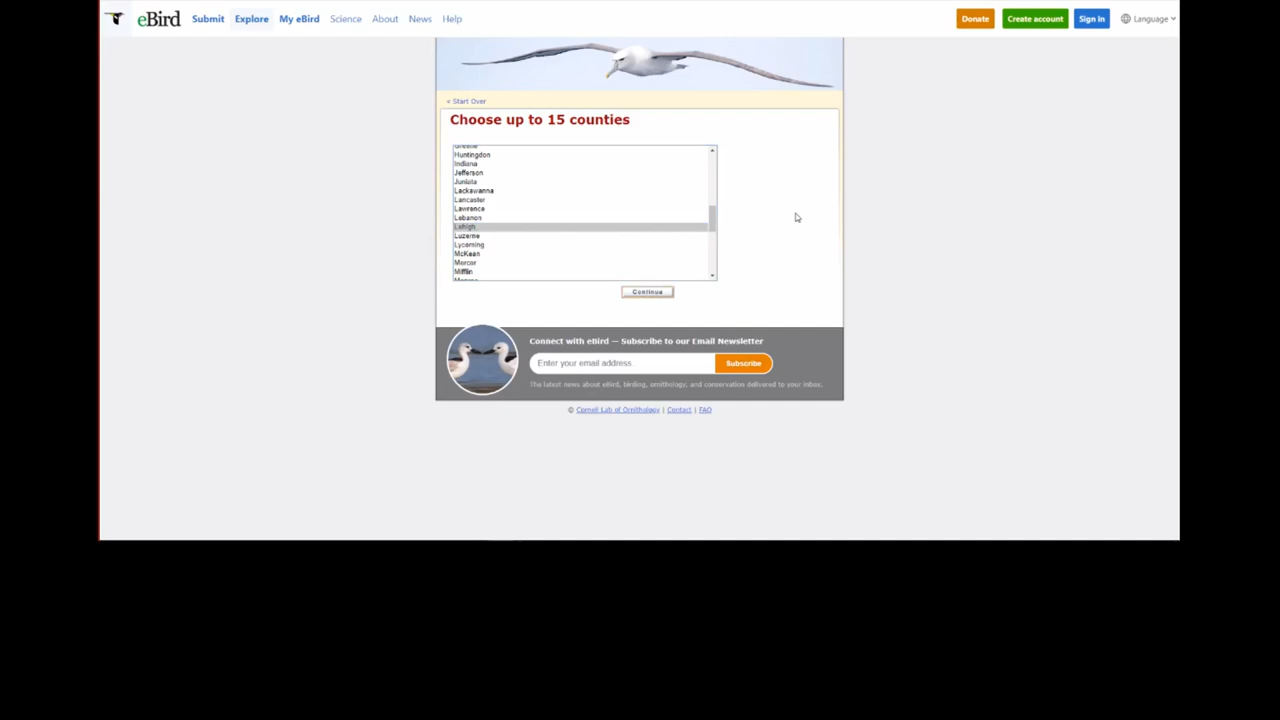 eBird Submit Explore My eBird Science About News Help Donate Create account Sign in Language
< Start Over
Choose up to 15 counties
Greene
Huntingdon
Indiana
Jefferson
Juniata
Lackawanna
Lancaster
Lawrence
Lebanon
Lehigh
Luzerne
Lycoming
McKean
Mercer
Mifflin
Continue
Connect with eBird — Subscribe to our Email Newsletter
Enter your email address Subscribe
The latest news about eBird, birding, ornithology, and conservation delivered to your inbox.
© Cornell Lab of Ornithology | Contact | FAQ